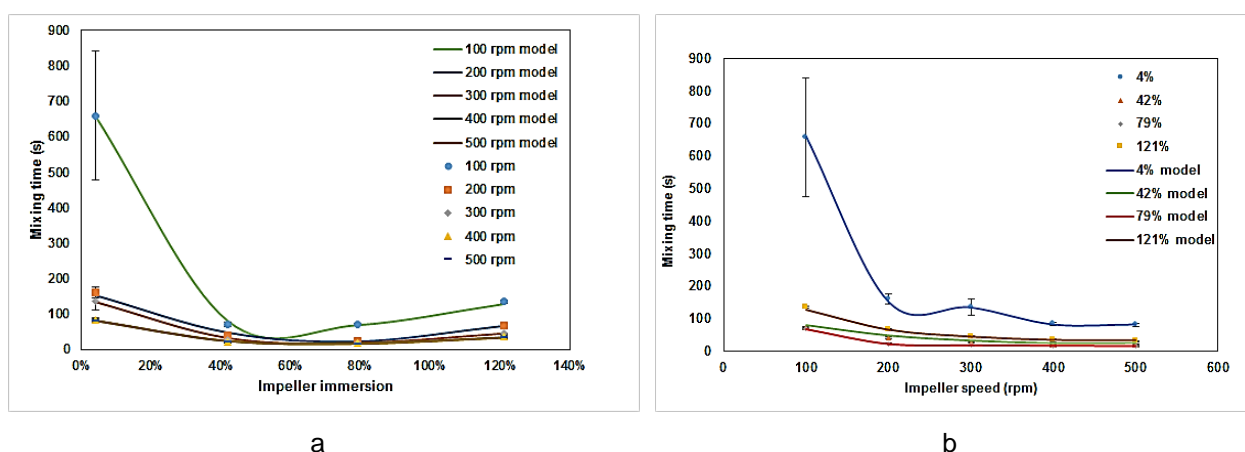 900
800
700
600
500
400
300
200
100
0
Mixing time (s)
0%
20%
40%
60%
80%
100%
120%
140%
Impeller immersion
100 rpm model
200 rpm model
300 rpm model
400 rpm model
500 rpm model
100 rpm
200 rpm
300 rpm
400 rpm
500 rpm
a
900
800
700
600
500
400
300
200
100
0
Mixing time (s)
0
100
200
300
400
500
600
Impeller speed (rpm)
4%
42%
79%
121%
4% model
42% model
79% model
121% model
b